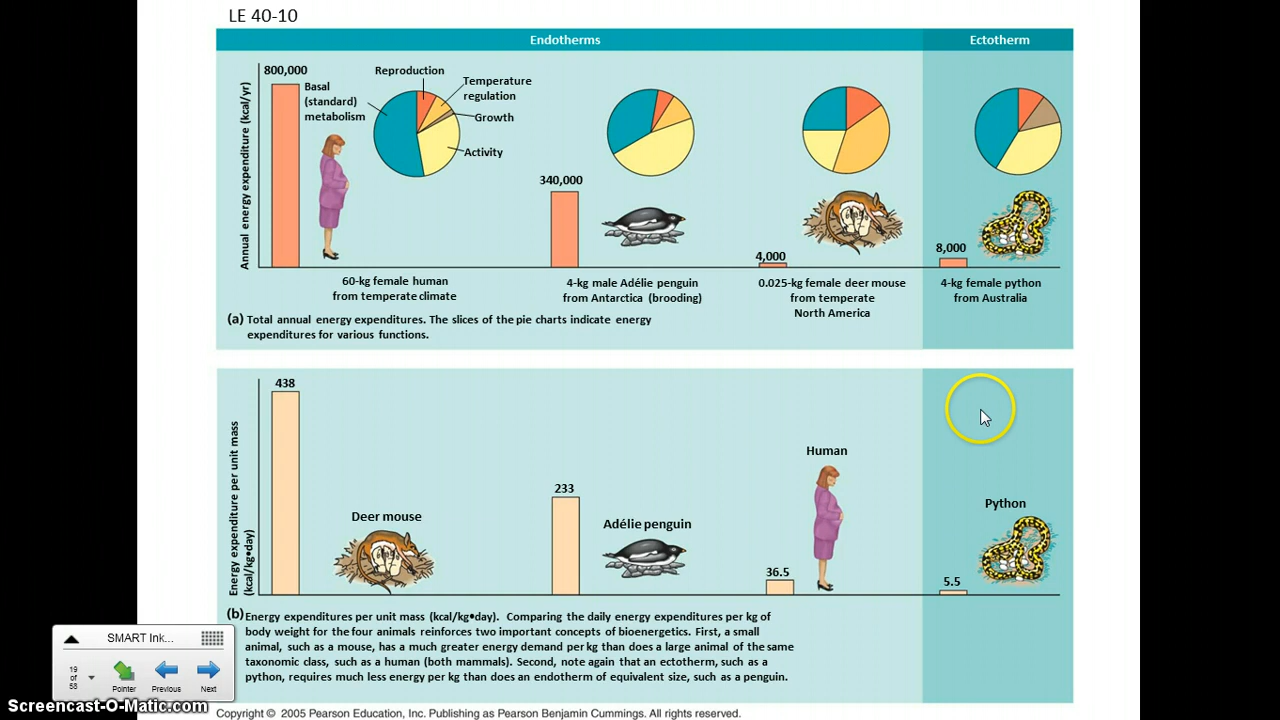 LE 40-10
Endotherms
Ectotherm
Annual energy expenditure (kcal/yr)
800,000
Basal
(standard)
metabolism
Reproduction
Temperature
regulation
Growth
Activity
340,000
4,000
8,000
60-kg female human
from temperate climate
4-kg male Adélie penguin
from Antarctica (brooding)
0.025-kg female deer mouse
from temperate
North America
4-kg female python
from Australia
(a) Total annual energy expenditures. The slices of the pie charts indicate energy
expenditures for various functions.
Energy expenditure per unit mass
(kcal/kg•day)
438
Deer mouse
233
Adélie penguin
36.5
Human
5.5
Python
(b) Energy expenditures per unit mass (kcal/kg•day). Comparing the daily energy expenditures per kg of
body weight for the four animals reinforces two important concepts of bioenergetics. First, a small
animal, such as a mouse, has a much greater energy demand per kg than does a large animal of the same
taxonomic class, such as a human (both mammals). Second, note again that an ectotherm, such as a
python, requires much less energy per kg than does an endotherm of equivalent size, such as a penguin.
SMART Ink...
19
of
58
Pointer
Previous
Next
Screencast-O-Matic.com
Copyright © 2005 Pearson Education, Inc. Publishing as Pearson Benjamin Cummings. All rights reserved.